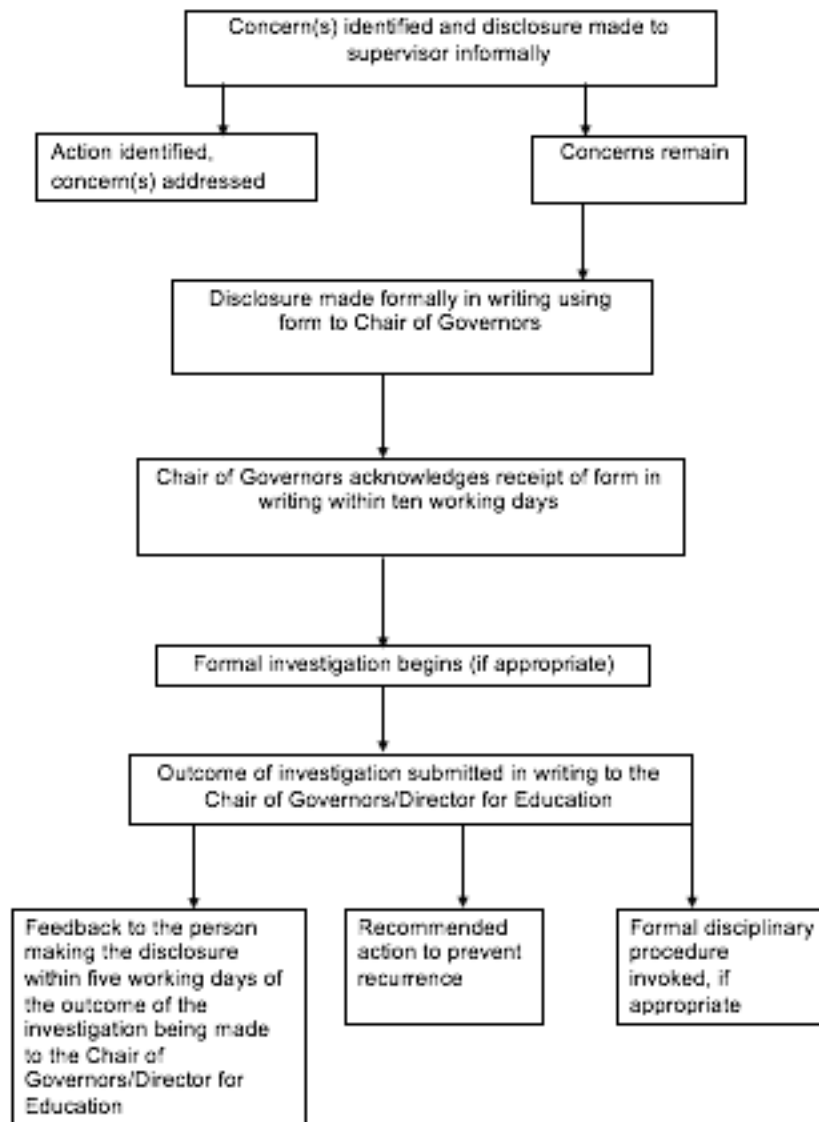 Concern(s) identified and disclosure made to
supervisor informally
Action identified,
concern(s) addressed
Concerns remain
Disclosure made formally in writing using
form to Chair of Governors
Chair of Governors acknowledges receipt of form in
writing within ten working days
Formal investigation begins (if appropriate)
Outcome of investigation submitted in writing to the
Chair of Governors/Director for Education
Feedback to the person
making the disclosure
within five working days of
the outcome of the
investigation being made
to the Chair of
Governors/Director for
Education
Recommended
action to prevent
recurrence
Formal disciplinary
procedure
invoked, if
appropriate